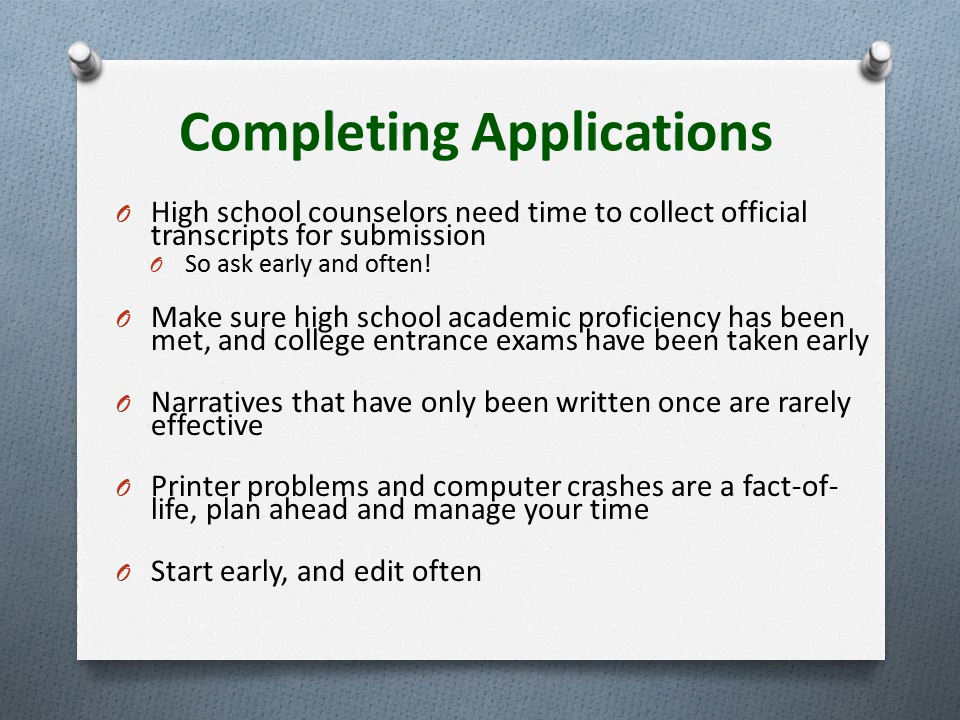 Completing Applications
High school counselors need time to collect official
transcripts for submission
So ask early and often!
Make sure high school academic proficiency has been
met, and college entrance exams have been taken early
Narratives that have only been written once are rarely
effective
Printer problems and computer crashes are a fact-of-
life, plan ahead and manage your time
Start early, and edit often